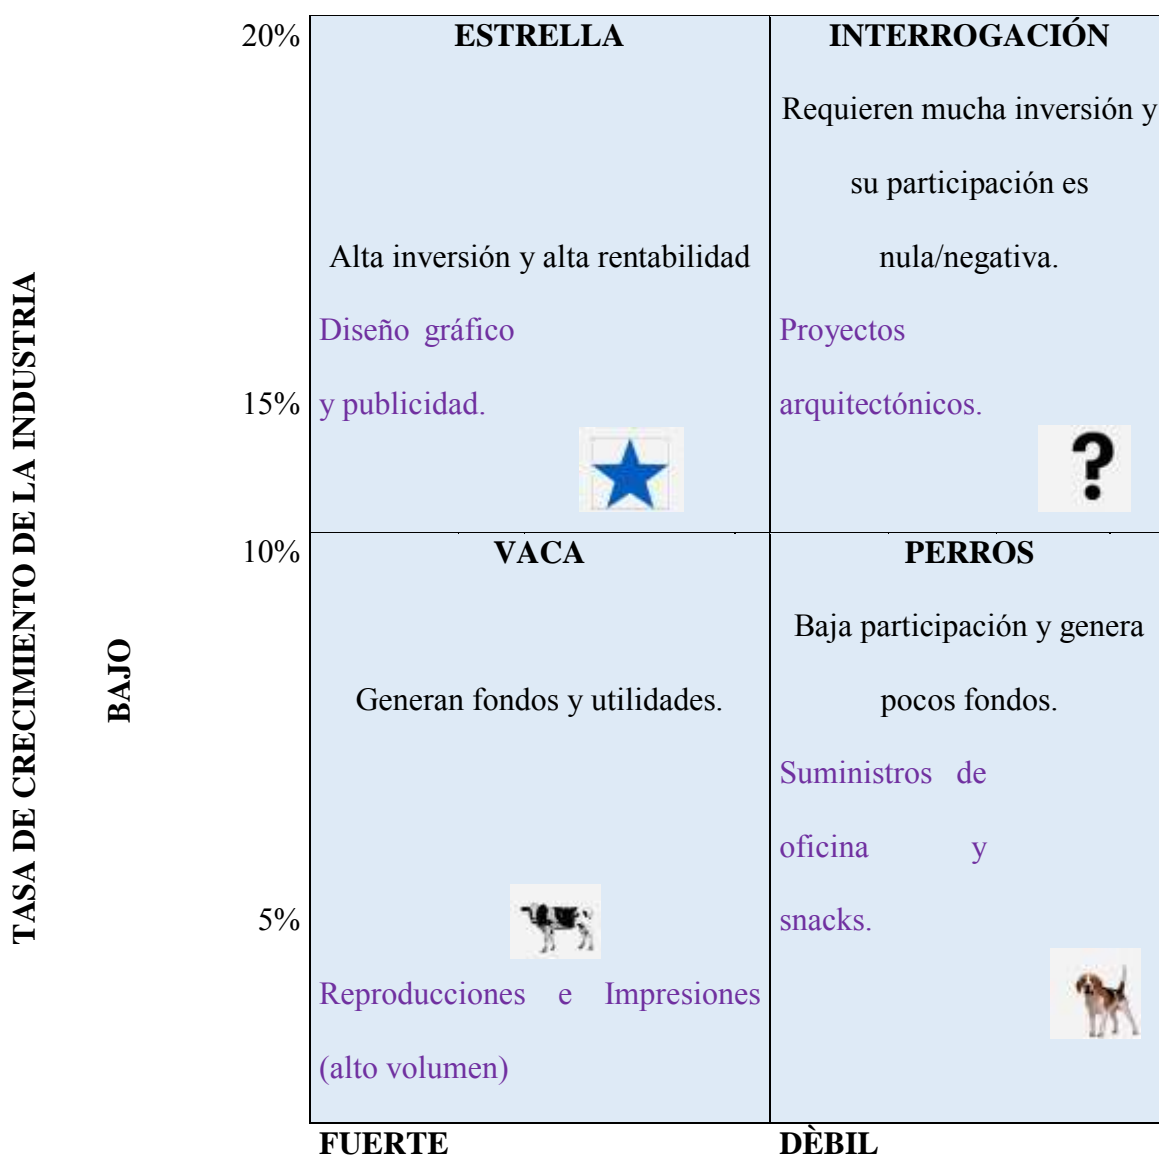 TASA DE CRECIMIENTO DE LA INDUSTRIA
BAJO
20%
15%
10%
5%
ESTRELLA
Alta inversión y alta rentabilidad
Diseño gráfico
y publicidad.
INTERROGACIÓN
Requieren mucha inversión y
su participación es
nula/negativa.
Proyectos
arquitectónicos.
?
VACA
Generan fondos y utilidades.
Reproducciones e Impresiones
(alto volumen)
PERROS
Baja participación y genera
pocos fondos.
Suministros de
oficina y
snacks.
FUERTE
DÈBIL